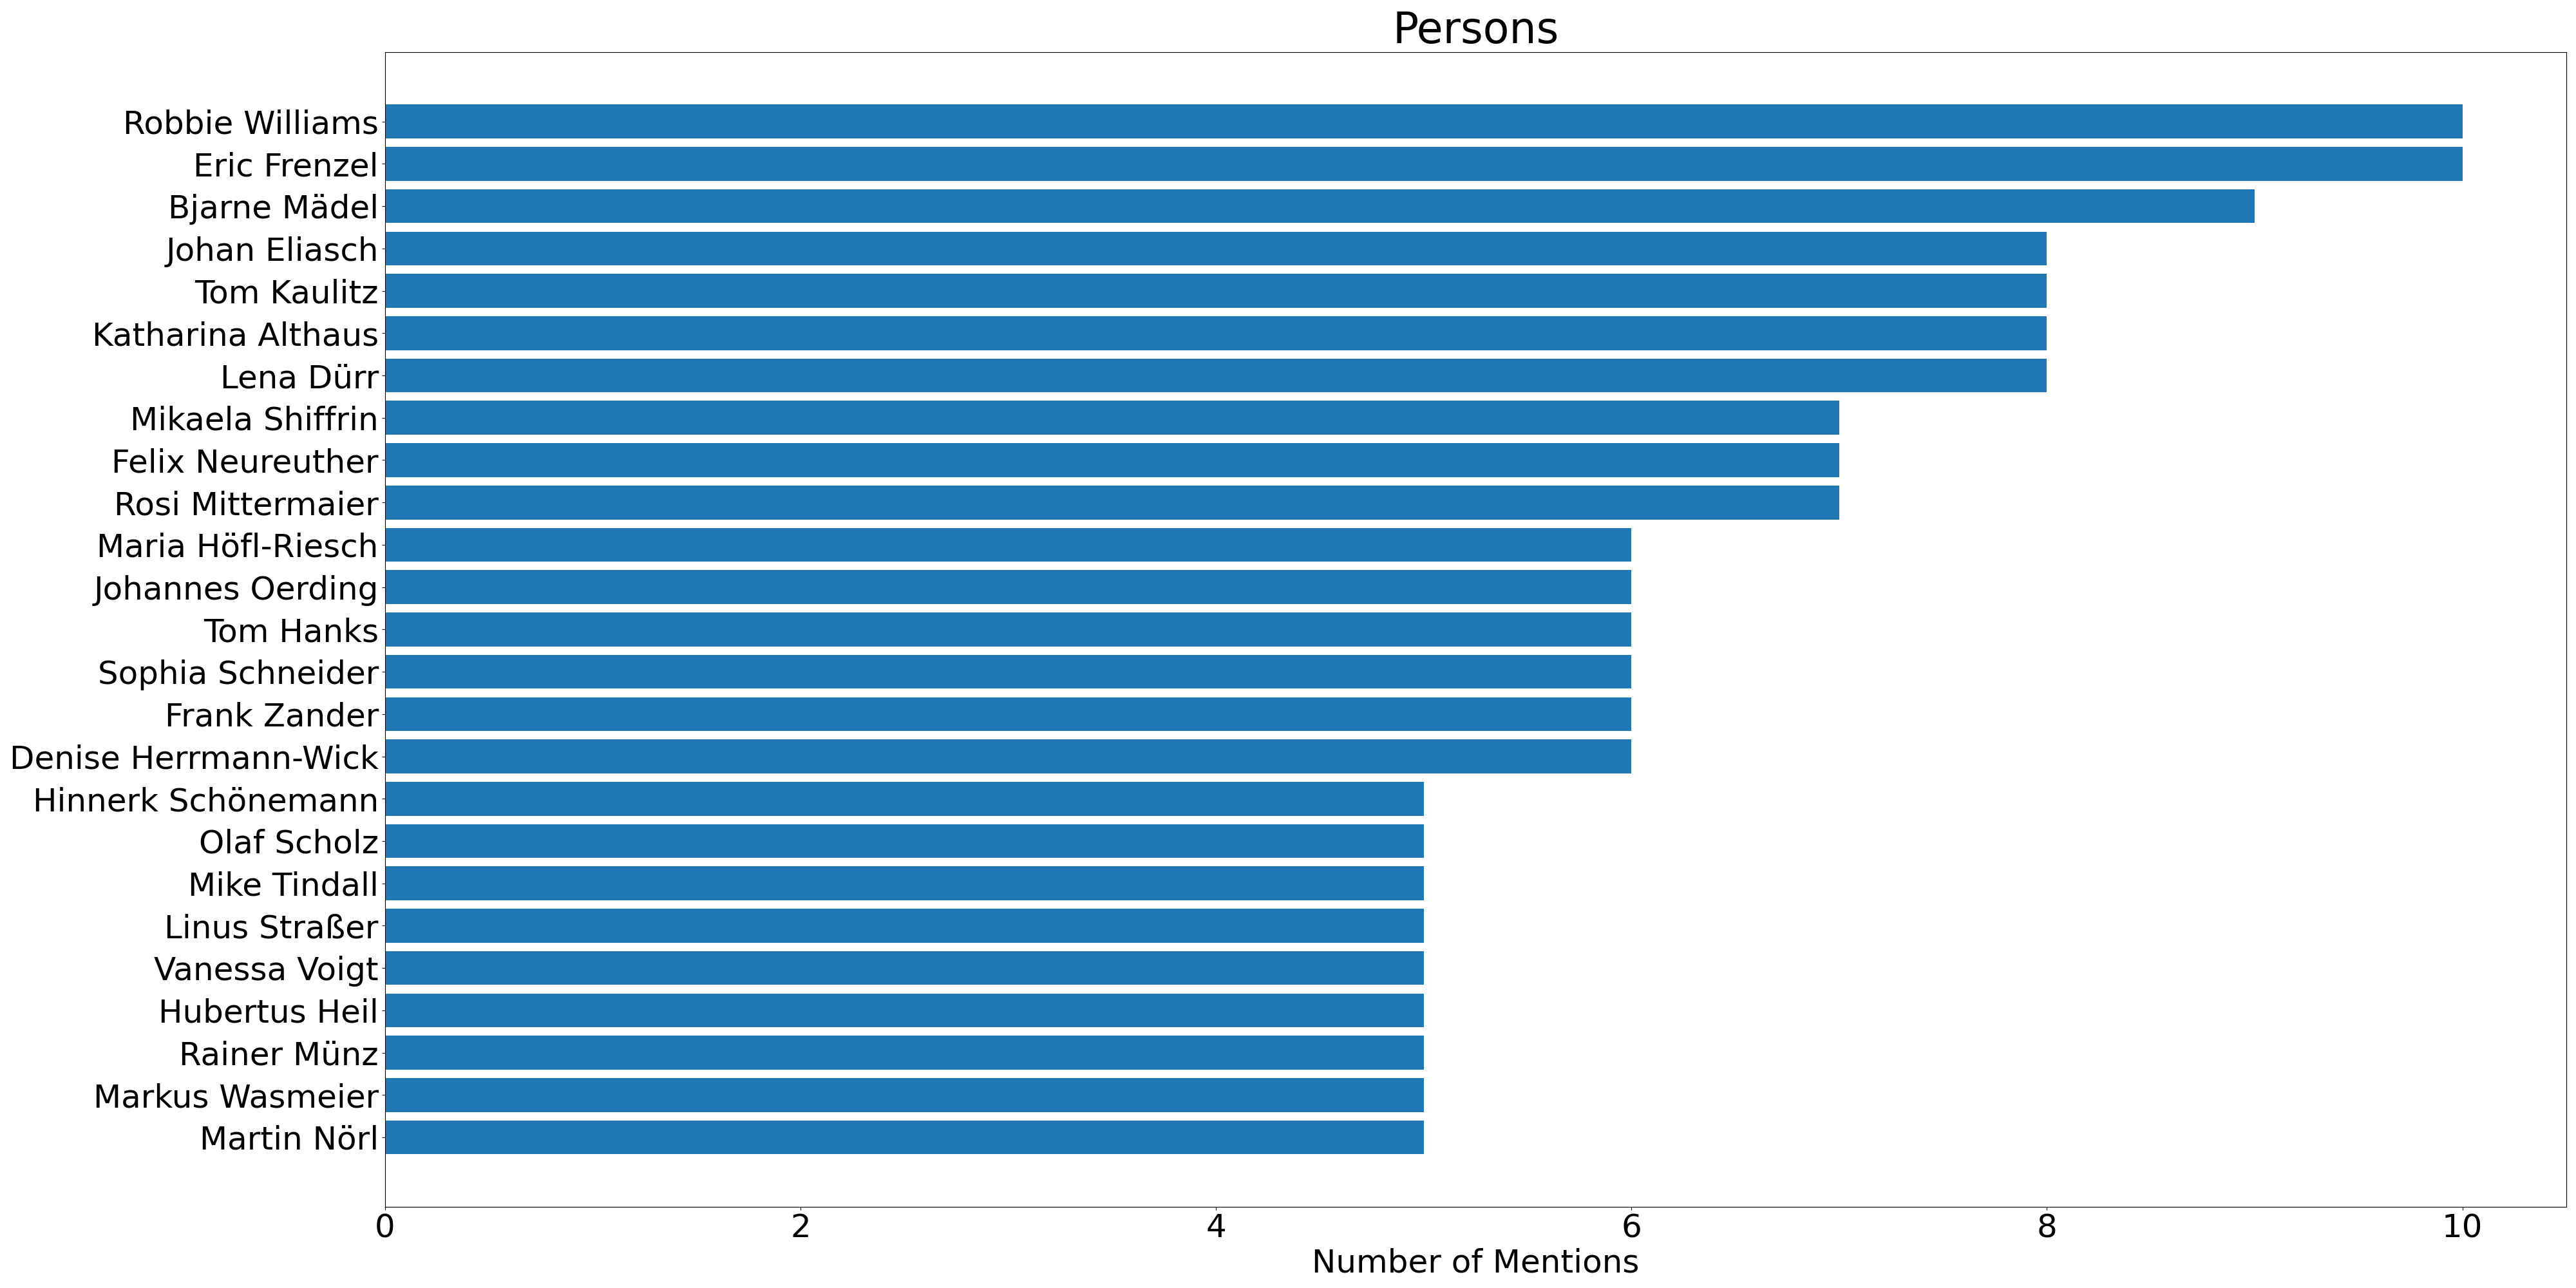 Persons
Robbie Williams
Eric Frenzel
Bjarne Mädel
Johan Eliasch
Tom Kaulitz
Katharina Althaus
Lena Dürr
Mikaela Shiffrin
Felix Neureuther
Rosi Mittermaier
Maria Höfl-Riesch
Johannes Oerding
Tom Hanks
Sophia Schneider
Frank Zander
Denise Herrmann-Wick
Hinnerk Schönemann
Olaf Scholz
Mike Tindall
Linus Straßer
Vanessa Voigt
Hubertus Heil
Rainer Münz
Markus Wasmeier
Martin Nörl
0 2 4 6 8 10
Number of Mentions